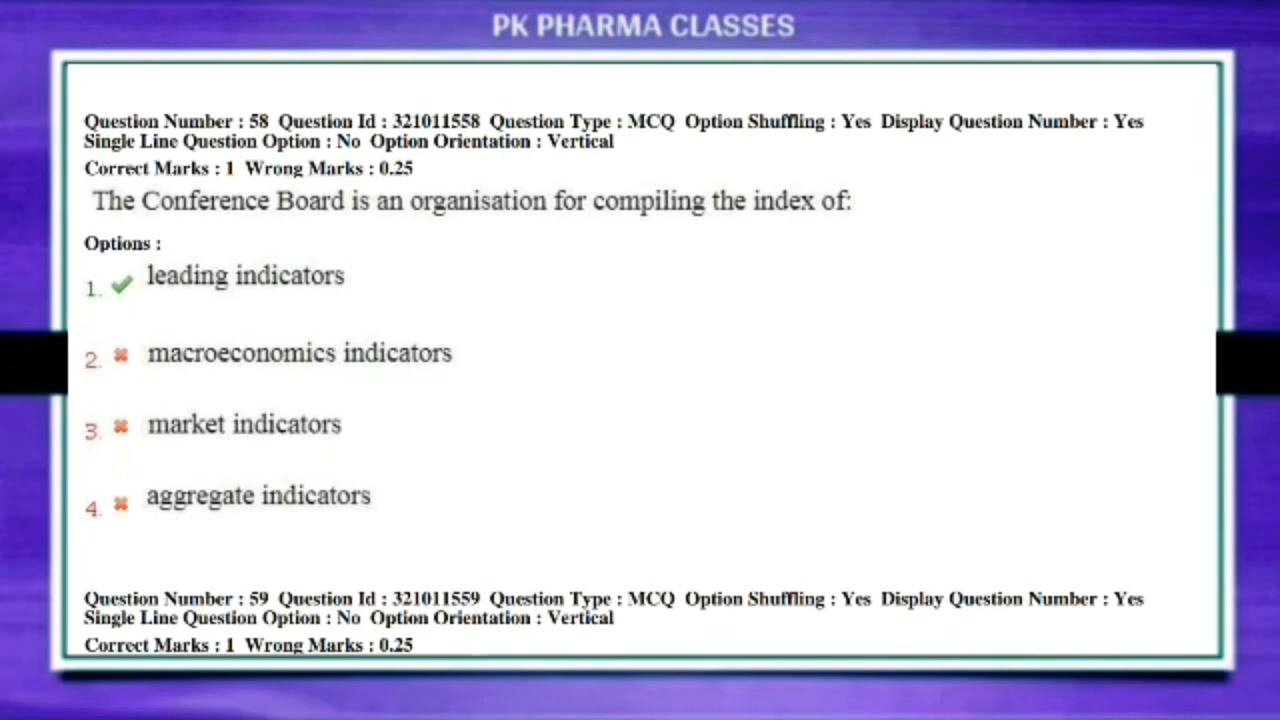 PK PHARMA CLASSES
Question Number : 58 Question Id : 321011558 Question Type : MCQ Option Shuffling : Yes Display Question Number : Yes
Single Line Question Option : No Option Orientation : Vertical
Correct Marks : 1 Wrong Marks : 0.25
The Conference Board is an organisation for compiling the index of:
Options :
1. leading indicators
2. macroeconomics indicators
3. market indicators
4. aggregate indicators
Question Number : 59 Question Id : 321011559 Question Type : MCQ Option Shuffling : Yes Display Question Number : Yes
Single Line Question Option : No Option Orientation : Vertical
Correct Marks : 1 Wrong Marks : 0.25